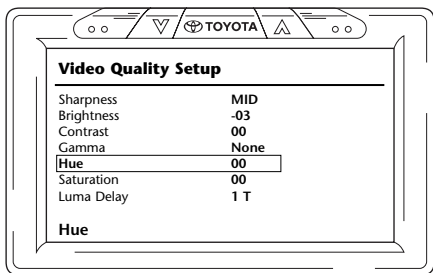 TOYOTA
Video Quality Setup
Sharpness MID
Brightness -03
Contrast 00
Gamma None
Hue 00
Saturation 00
Luma Delay 1 T
Hue